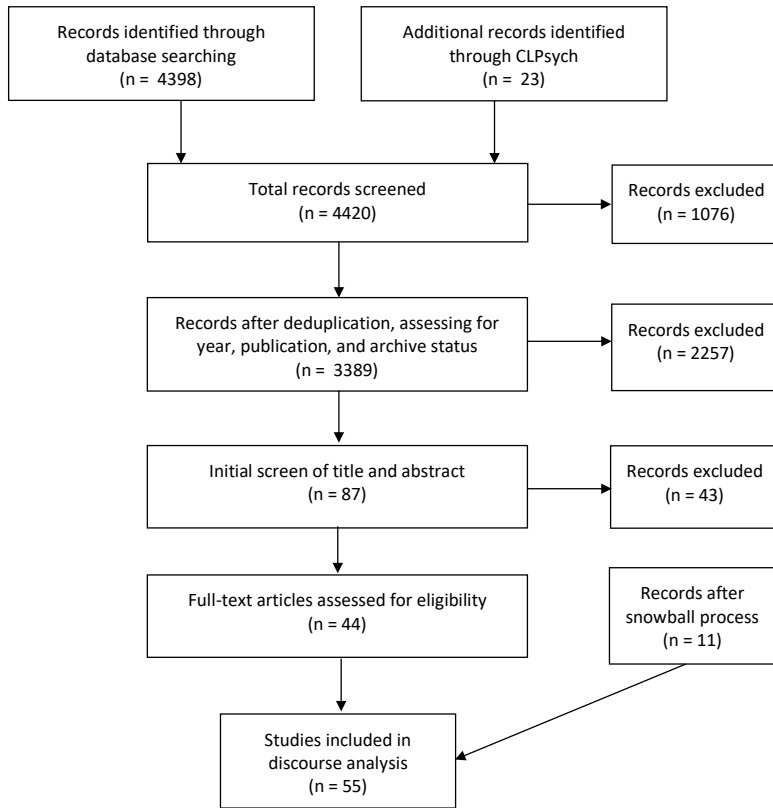 Records identified through
database searching
(n = 4398)
Additional records identified
through CLPsych
(n = 23)
Total records screened
(n = 4420)
Records excluded
(n = 1076)
Records after deduplication, assessing for
year, publication, and archive status
(n = 3389)
Records excluded
(n = 2257)
Initial screen of title and abstract
(n = 87)
Records excluded
(n = 43)
Full-text articles assessed for eligibility
(n = 44)
Records after
snowball process
(n = 11)
Studies included in
discourse analysis
(n = 55)